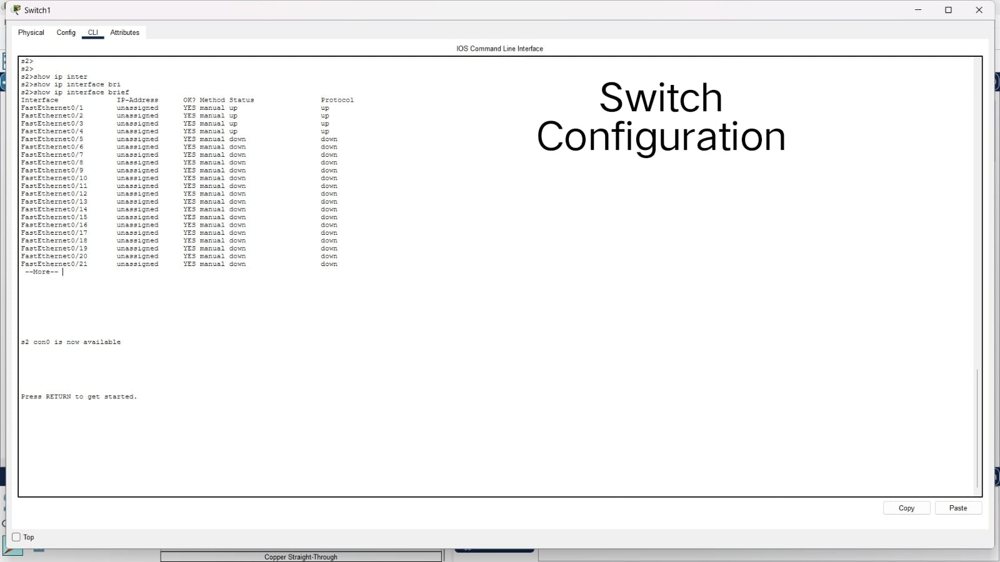 Switch1
Physical Config CLI Attributes
IOS Command Line Interface
s2>
s2>
s2>show ip inter
s2>show ip interface bri
s2>show ip interface brief
Interface IP-Address OK? Method Status Protocol
FastEthernet0/1 unassigned YES manual up up
FastEthernet0/2 unassigned YES manual up up
FastEthernet0/3 unassigned YES manual up up
FastEthernet0/4 unassigned YES manual up up
FastEthernet0/5 unassigned YES manual down down
FastEthernet0/6 unassigned YES manual down down
FastEthernet0/7 unassigned YES manual down down
FastEthernet0/8 unassigned YES manual down down
FastEthernet0/9 unassigned YES manual down down
FastEthernet0/10 unassigned YES manual down down
FastEthernet0/11 unassigned YES manual down down
FastEthernet0/12 unassigned YES manual down down
FastEthernet0/13 unassigned YES manual down down
FastEthernet0/14 unassigned YES manual down down
FastEthernet0/15 unassigned YES manual down down
FastEthernet0/16 unassigned YES manual down down
FastEthernet0/17 unassigned YES manual down down
FastEthernet0/18 unassigned YES manual down down
FastEthernet0/19 unassigned YES manual down down
FastEthernet0/20 unassigned YES manual down down
FastEthernet0/21 unassigned YES manual down down
--More--
s2 con0 is now available
Press RETURN to get started.
Switch
Configuration
Copy Paste
Top
Copper Straight-Through